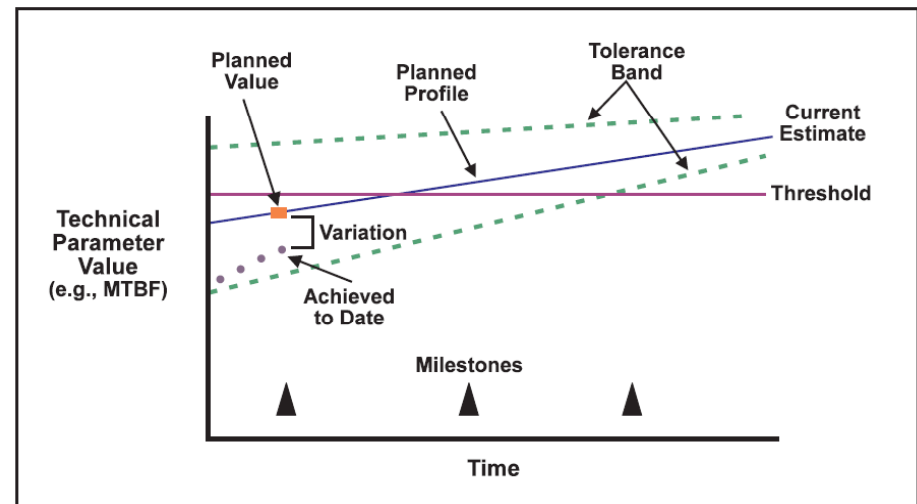 Planned
Value
Planned
Profile
Tolerance
Band
Current
Estimate
Threshold
Technical
Parameter
Value
(e.g., MTBF)
Variation
Achieved
to Date
Milestones
Time